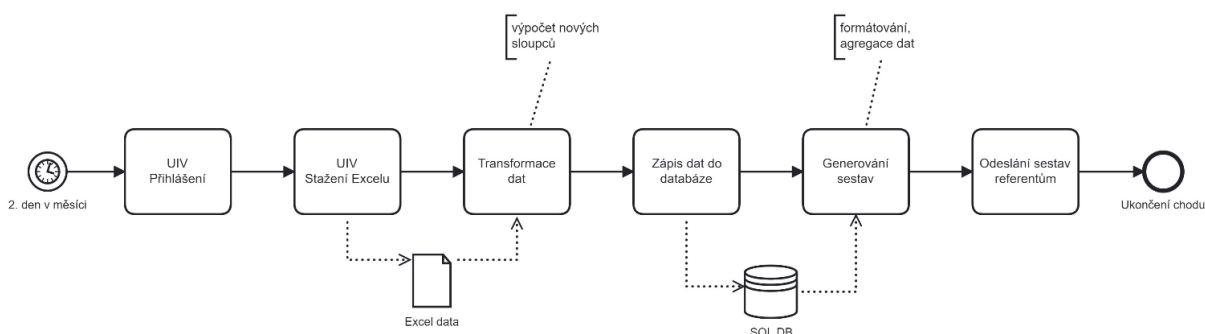 výpočet nových
sloupců
formátování,
agregace dat
2. den v měsíci
UIV
Přihlášení
UIV
Stažení Excelu
Transformace
dat
Zápis dat do
databáze
Generování
sestav
Odeslání sestav
referentům
Ukončení chodu
Excel data
SQL DB